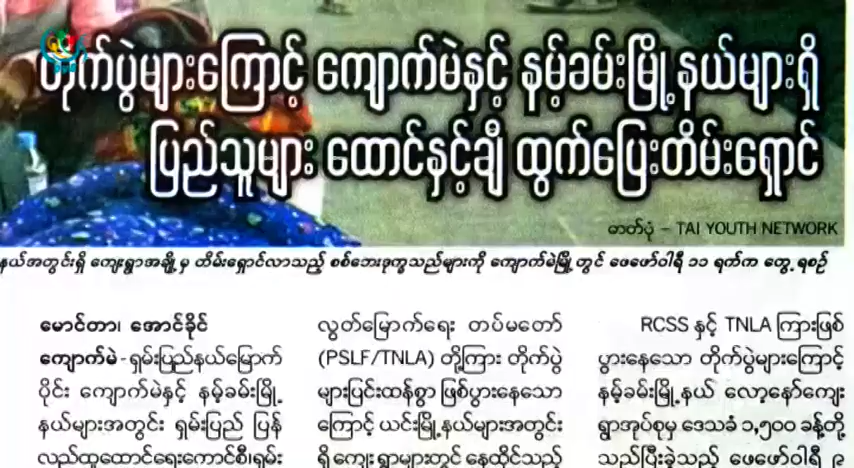 တိုက်ပွဲများကြောင့် ကျောက်မဲနှင့် နမ့်ခမ်းမြို့နယ်များရှိ
ပြည်သူများ ထောင်နှင့်ချီ ထွက်ပြေးတိမ်းရှောင်
ဓာတ်ပုံ – TAI YOUTH NETWORK
နယ်အတွင်းရှိ ကျေးရွာအချို့မှ တိမ်းရှောင်လာသည့် စစ်ဘေးဒုက္ခသည်များကို ကျောက်မဲမြို့တွင် ဖေဖော်ဝါရီ ၁၁ ရက်က တွေ့ရစဉ်
မောင်တာ၊ အောင်ခိုင်
ကျောက်မဲ - ရှမ်းပြည်နယ်မြောက်
ပိုင်း ကျောက်မဲနှင့် နမ့်ခမ်းမြို့
နယ်များအတွင်း ရှမ်းပြည် ပြန်
လည်ထူထောင်ရေးကောင်စီ/ရှမ်း
လွတ်မြောက်ရေး တပ်မတော်
(PSLF/TNLA) တို့ကြား တိုက်ပွဲ
များပြင်းထန်စွာ ဖြစ်ပွားနေသော
ကြောင့် ယင်းမြို့နယ်များအတွင်း
ရှိကျေးရွာများတွင် နေထိုင်သည့်
RCSS နှင့် TNLA ကြားဖြစ်
ပွားနေသော တိုက်ပွဲများကြောင့်
နမ့်ခမ်းမြို့နယ် လော့နော်ကျေး
ရွာအုပ်စုမှ ဒေသခံ ၁,၅၀၀ ခန့်တို့
သည်ပြီးခဲ့သည့် ဖေဖော်ဝါရီ ၉